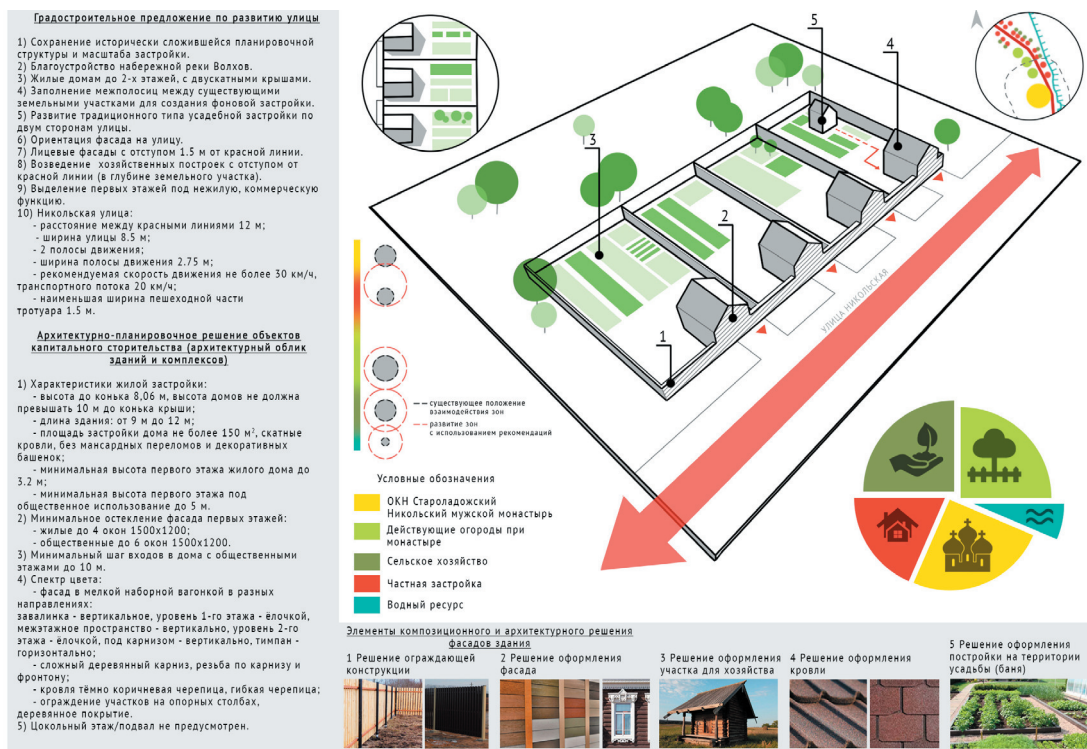 Градостроительное предложение по развитию улицы
1) Сохранение исторически сложившейся планировочной
структуры и масштаба застройки.
2) Благоустройство набережной реки Волхов.
3) Жилые домам до 2-х этажей, с двускатными крышами.
4) Заполнение межполосиц между существующими
земельными участками для создания фоновой застройки.
5) Развитие традиционного типа усадебной застройки по
двум сторонам улицы.
6) Ориентация фасада на улицу.
7) Лицевые фасады с отступом 1.5 м от красной линии.
8) Возведение хозяйственных построек с отступом от
красной линии (в глубине земельного участка).
9) Выделение первых этажей под нежилую, коммерческую
функцию.
10) Никольская улица:
- расстояние между красными линиями 12 м;
- ширина улицы 8.5 м;
- 2 полосы движения;
- ширина полосы движения 2.75 м;
- рекомендуемая скорость движения не более 30 км/ч,
транспортного потока 20 км/ч;
- наименьшая ширина пешеходной части
тротуара 1.5 м.
Архитектурно-планировочное решение объектов
капитального сторительства (архитектурный облик
зданий и комплексов)
1) Характеристики жилой застройки:
- высота до конька 8,06 м, высота домов не должна
превышать 10 м до конька крыши;
- длина здания: от 9 м до 12 м;
- площадь застройки дома не более 150 м², скатные
кровли, без мансардных переломов и декоративных
башенок;
- минимальная высота первого этажа жилого дома до
3.2 м;
- минимальная высота первого этажа под
общественное использование до 5 м.
2) Минимальное остекление фасада первых этажей:
- жилые до 4 окон 1500х1200;
- общественные до 6 окон 1500х1200.
3) Минимальный шаг входов в дома с общественными
этажами до 10 м.
4) Спектр цвета:
- фасад в мелкой наборной вагонкой в разных
направлениях:
завалинка - вертикальное, уровень 1-го этажа - ёлочкой,
межэтажное пространство - вертикально, уровень 2-го
этажа - ёлочкой, под карнизом - вертикально, тимпан -
горизонтально;
- сложный деревянный карниз, резьба по карнизу и
фронтону;
- кровля тёмно коричневая черепица, гибкая черепица;
- ограждение участков на опорных столбах,
деревянное покрытие.
5) Цокольный этаж/подвал не предусмотрен.
5
4
3
2
1
УЛИЦА НИКОЛЬСКАЯ
существующее положение
взаимодействия зон
развитие зон
с использованием рекомендаций
Условные обозначения
ОКН Староладожский
Никольский мужской монастырь
Действующие огороды при
монастыре
Сельское хозяйство
Частная застройка
Водный ресурс
Элементы композиционного и архитектурного решения
фасадов здания
1 Решение ограждающей
конструкции
2 Решение оформления
фасада
3 Решение оформления
участка для хозяйства
4 Решение оформления
кровли
5 Решение оформления
постройки на территории
усадьбы (баня)